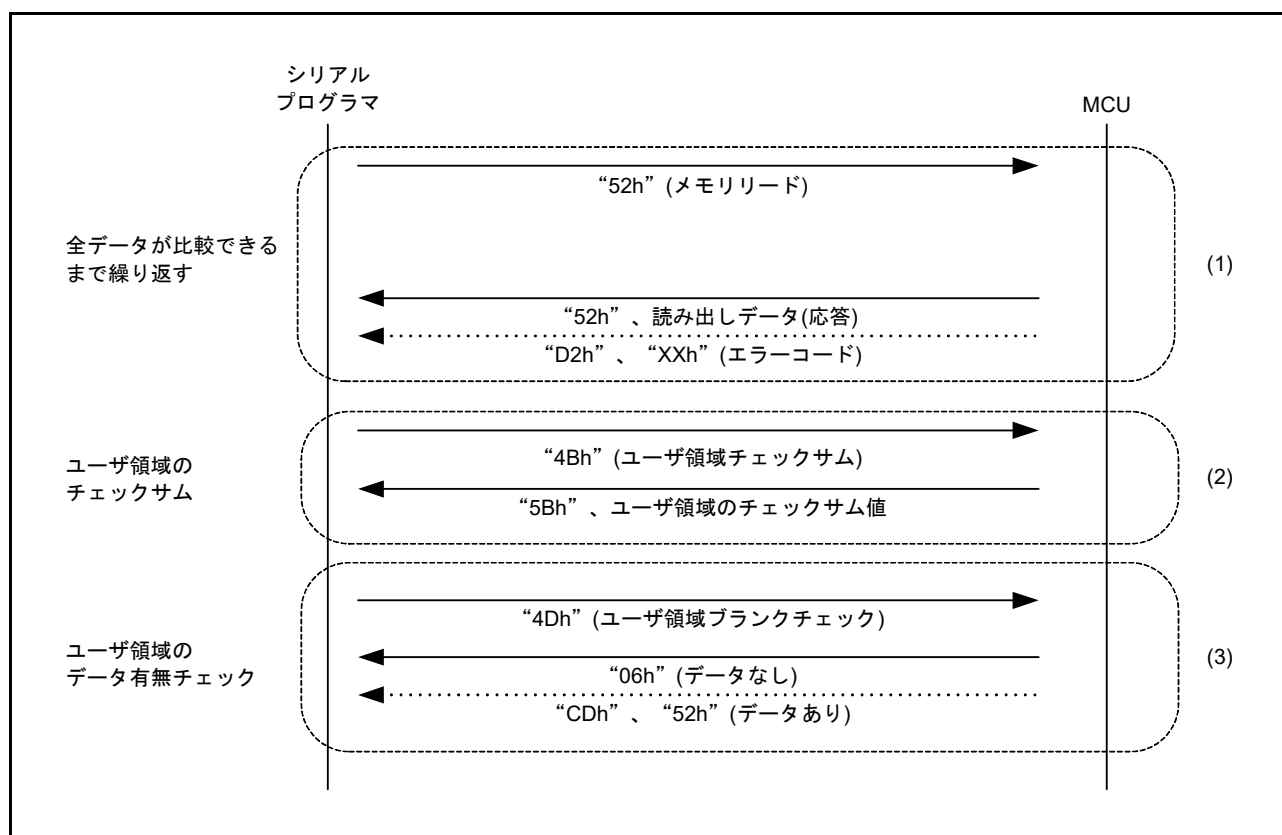 シリアル
プログラマ
MCU
“52h” (メモリリード)
全データが比較できる
まで繰り返す
(1)
“52h”、読み出しデータ(応答)
“D2h”、“XXh” (エラーコード)
“4Bh” (ユーザ領域チェックサム)
ユーザ領域の
チェックサム
(2)
“5Bh”、ユーザ領域のチェックサム値
“4Dh” (ユーザ領域ブランクチェック)
ユーザ領域の
データ有無チェック
(3)
“06h” (データなし)
“CDh”、“52h” (データあり)